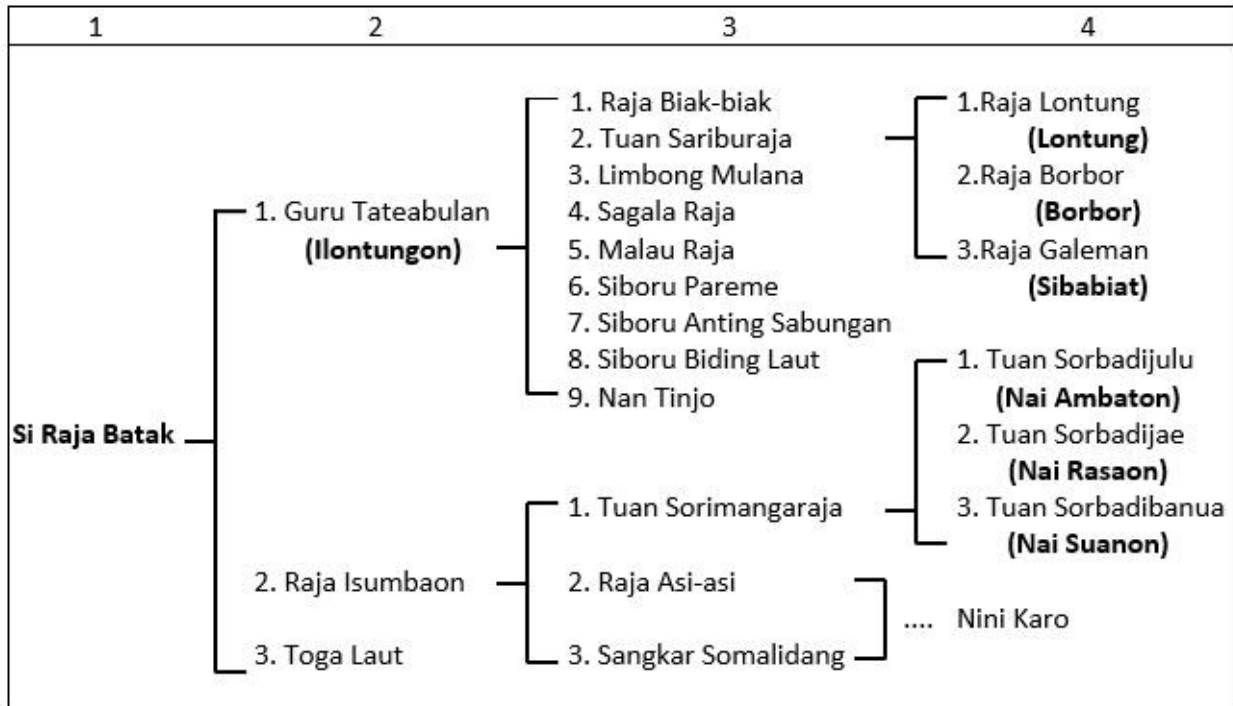 1 2 3 4
1. Raja Biak-biak
2. Tuan Sariburaja
3. Limbong Mulana
4. Sagala Raja
5. Malau Raja
6. Siboru Pareme
7. Siboru Anting Sabungan
8. Siboru Biding Laut
9. Nan Tinjo
1.Raja Lontung
(Lontung)
2.Raja Borbor
(Borbor)
3.Raja Galeman
(Sibabiat)
1. Guru Tateabulan
(Ilontungon)
Si Raja Batak
1. Tuan Sorbadijulu
(Nai Ambaton)
2. Tuan Sorbadijae
(Nai Rasaon)
3. Tuan Sorbadibanua
(Nai Suanon)
1. Tuan Sorimangaraja
2. Raja Isumbaon
2. Raja Asi-asi
.... Nini Karo
3. Toga Laut
3. Sangkar Somalidang